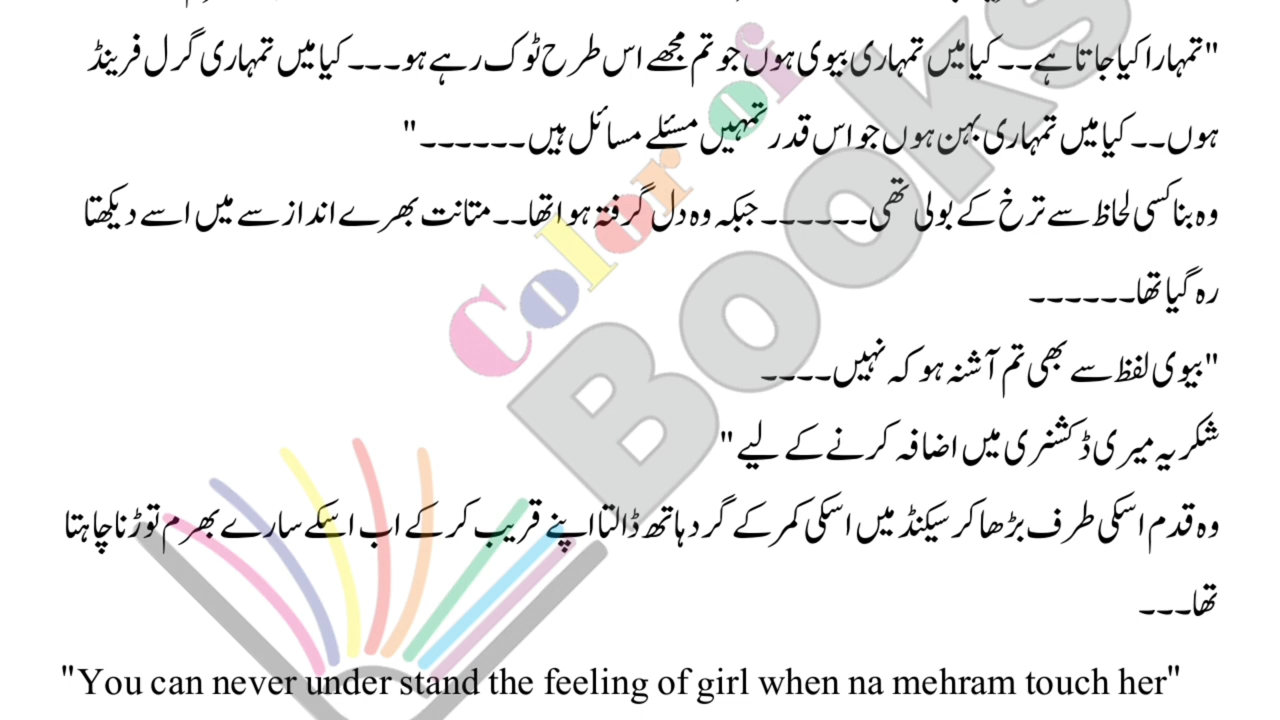 "تمہارا کیا جاتا ہے۔۔ کیا میں تمہاری بیوی ہوں جو تم مجھے اس طرح ٹوک رہے ہو۔۔۔ کیا میں تمہاری گرل فرینڈ
ہوں۔۔ کیا میں تمہاری بہن ہوں جو اس قدر تمہیں مسئلے مسائل ہیں۔۔۔۔۔۔"
وہ بنا کسی لحاظ سے ترخ کے بولی تھی۔۔۔۔۔۔ جبکہ وہ دل گرفتہ ہوا تھا۔۔ متانت بھرے انداز سے میں اسے دیکھتا
رہ گیا تھا۔۔۔۔۔۔
"بیوی لفظ سے بھی تم آشنہ ہو کہ نہیں۔۔۔۔
شکریہ میری ڈکشنری میں اضافہ کرنے کے لیے"
وہ قدم اسکی طرف بڑھا کر سیکنڈ میں اسکی کمر کے گرد ہاتھ ڈالتا اپنے قریب کر کے اب اسکے سارے بھرم توڑنا چاہتا
تھا۔۔۔
"You can never under stand the feeling of girl when na mehram touch her"
Color of
Books